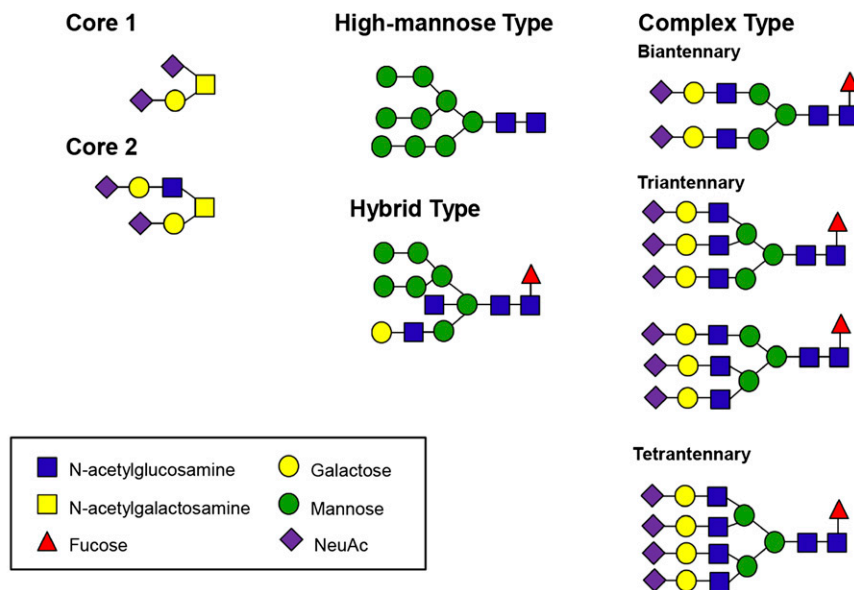 Core 1
High-mannose Type
Complex Type
Biantennary
Core 2
Triantennary
Hybrid Type
Tetrantennary
N-acetylglucosamine
Galactose
N-acetylgalactosamine
Mannose
Fucose
NeuAc